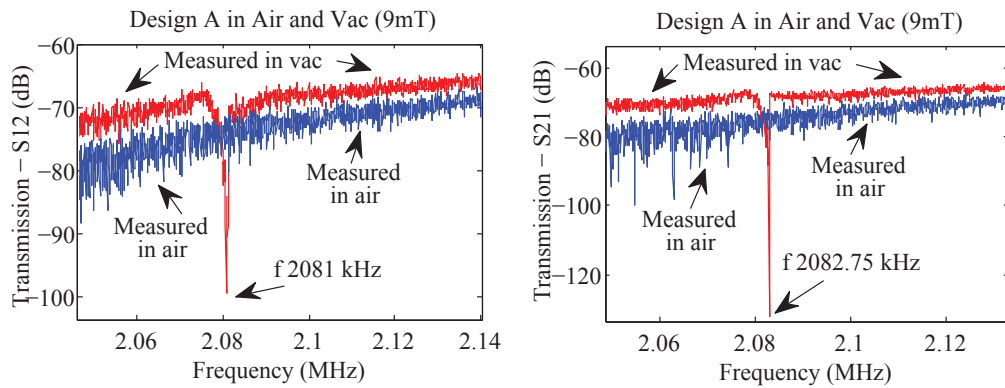 Design A in Air and Vac (9mT)
−60
−70
−80
−90
−100
Transmission − S12 (dB)
Measured in vac
Measured
in air
Measured
in air
f 2081 kHz
2.06
2.08
2.1
2.12
2.14
Frequency (MHz)
Design A in Air and Vac (9mT)
−60
−80
−100
−120
Transmission − S21 (dB)
Measured in vac
Measured
in air
Measured
in air
f 2082.75 kHz
2.06
2.08
2.1
2.12
Frequency (MHz)